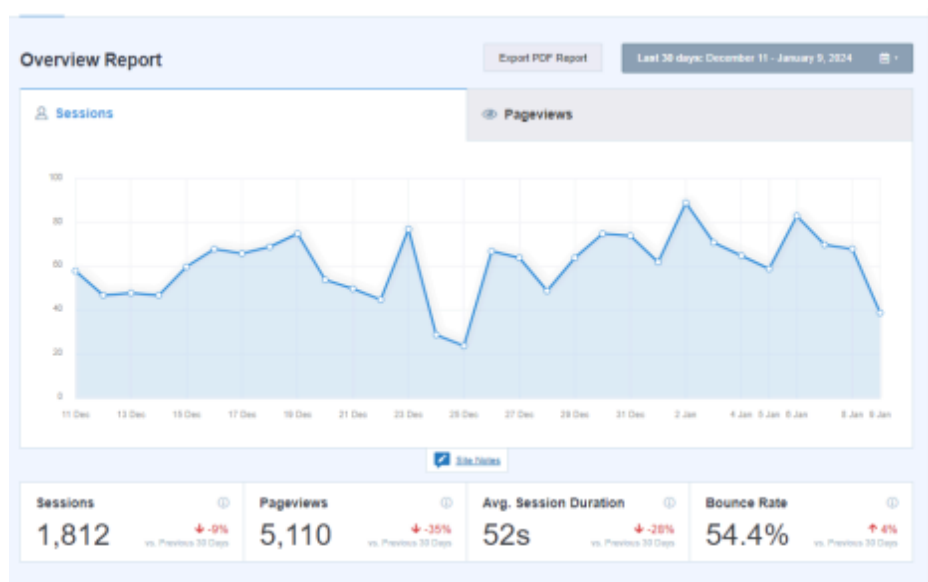 Overview Report
Export PDF Report
Last 30 days: December 11 - January 9, 2024
Sessions
Pageviews
100
80
60
40
20
0
11 Dec 13 Dec 15 Dec 17 Dec 19 Dec 21 Dec 23 Dec 25 Dec 27 Dec 29 Dec 31 Dec 2 Jan 4 Jan 5 Jan 6 Jan 8 Jan 9 Jan
Site Notes
Sessions
1,812
-9%
vs. Previous 30 Days
Pageviews
5,110
-35%
vs. Previous 30 Days
Avg. Session Duration
52s
-28%
vs. Previous 30 Days
Bounce Rate
54.4%
4%
vs. Previous 30 Days